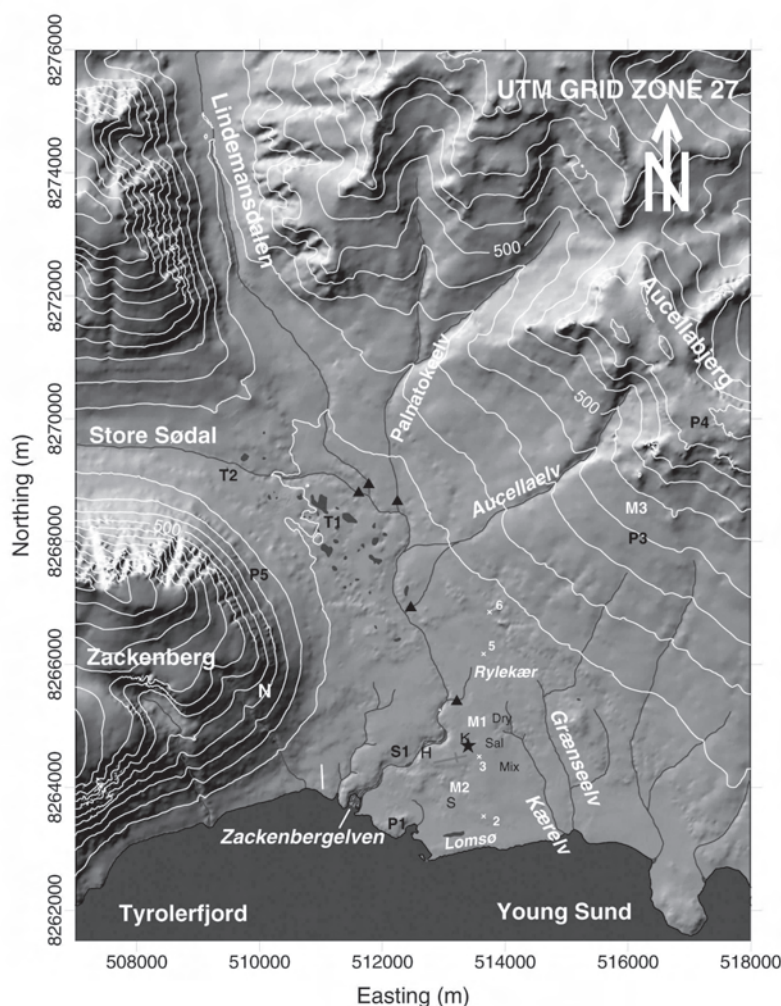 8276000
8274000
8272000
8270000
8268000
8266000
8264000
8262000
Northing (m)
UTM GRID ZONE 27
N
Lindemansdalen
500
Palnatokeelv
Aucellabjerg
500
P4
Store Sødal
T2
T1
Aucellaelv
M3
P3
500
P5
6
5
Zackenberg
N
Rylekær
M1
Dry
K
Sal
S1
H
3
Mix
Grænseelv
M2
S
2
P1
Zackenbergelven
Lomsø
Kærelv
Tyrolerfjord
Young Sund
508000
510000
512000
514000
516000
518000
Easting (m)